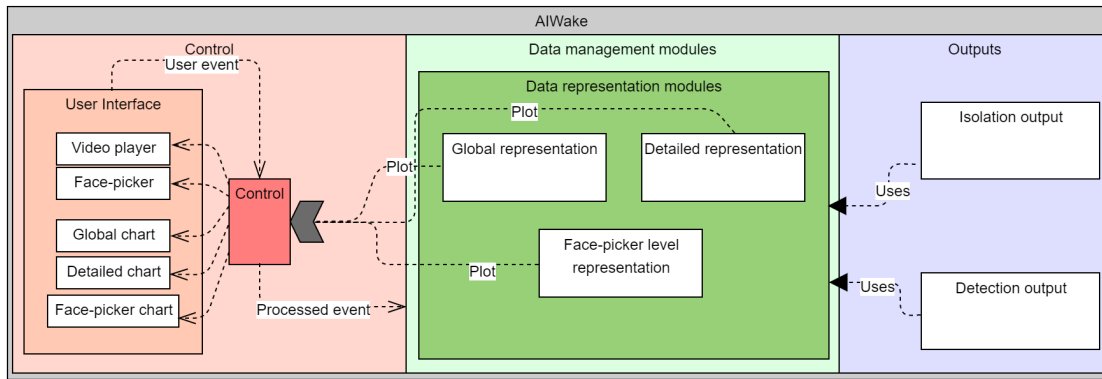 AIWake
Control
User event
User Interface
Video player
Face-picker
Global chart
Detailed chart
Face-picker chart
Control
Processed event
Data management modules
Data representation modules
Plot
Plot
Global representation
Detailed representation
Plot
Face-picker level
representation
Outputs
Isolation output
Uses
Uses
Detection output